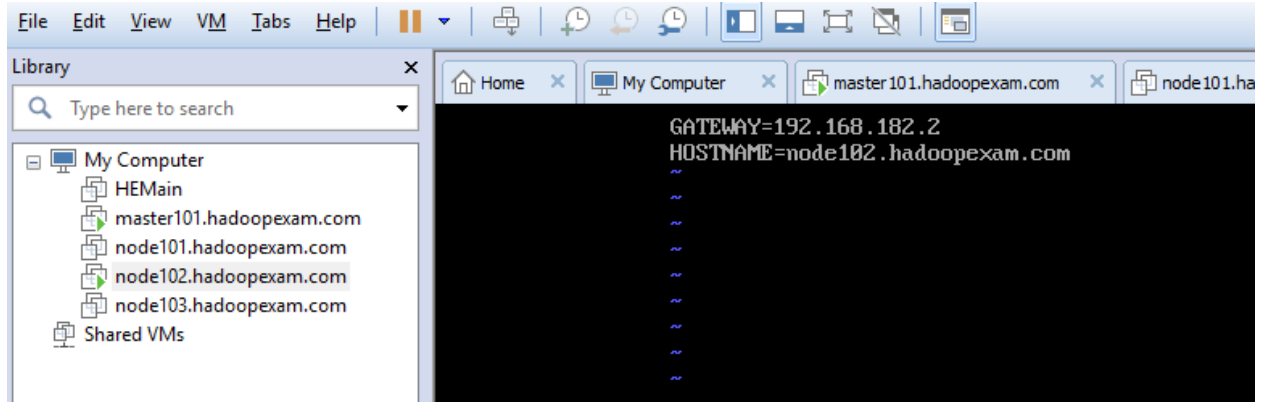 File Edit View VM Tabs Help
Library
Type here to search
My Computer
HEMain
master101.hadoopexam.com
node101.hadoopexam.com
node102.hadoopexam.com
node103.hadoopexam.com
Shared VMs
Home My Computer master101.hadoopexam.com node101.ha
GATEWAY=192.168.182.2
HOSTNAME=node102.hadoopexam.com
~
~
~
~
~
~
~
~
~